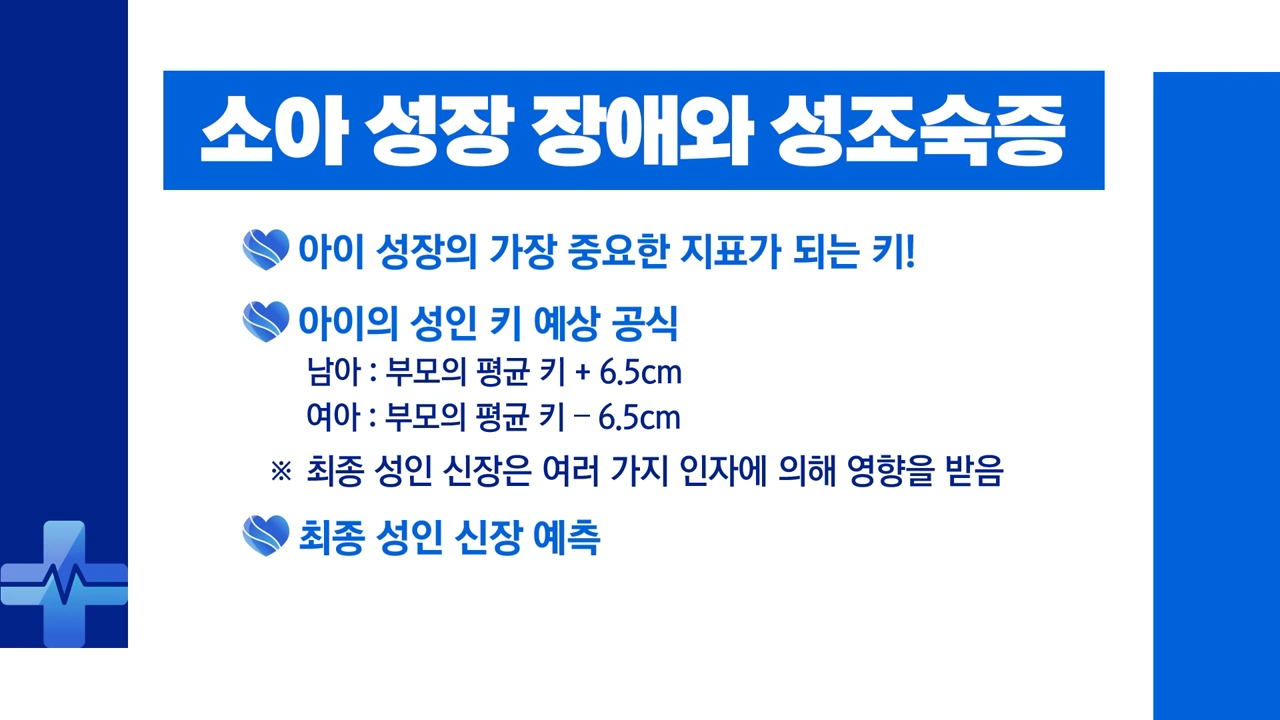 소아 성장 장애와 성조숙증
아이 성장의 가장 중요한 지표가 되는 키!
아이의 성인 키 예상 공식
남아 : 부모의 평균 키 + 6.5cm
여아 : 부모의 평균 키 – 6.5cm
※ 최종 성인 신장은 여러 가지 인자에 의해 영향을 받음
최종 성인 신장 예측